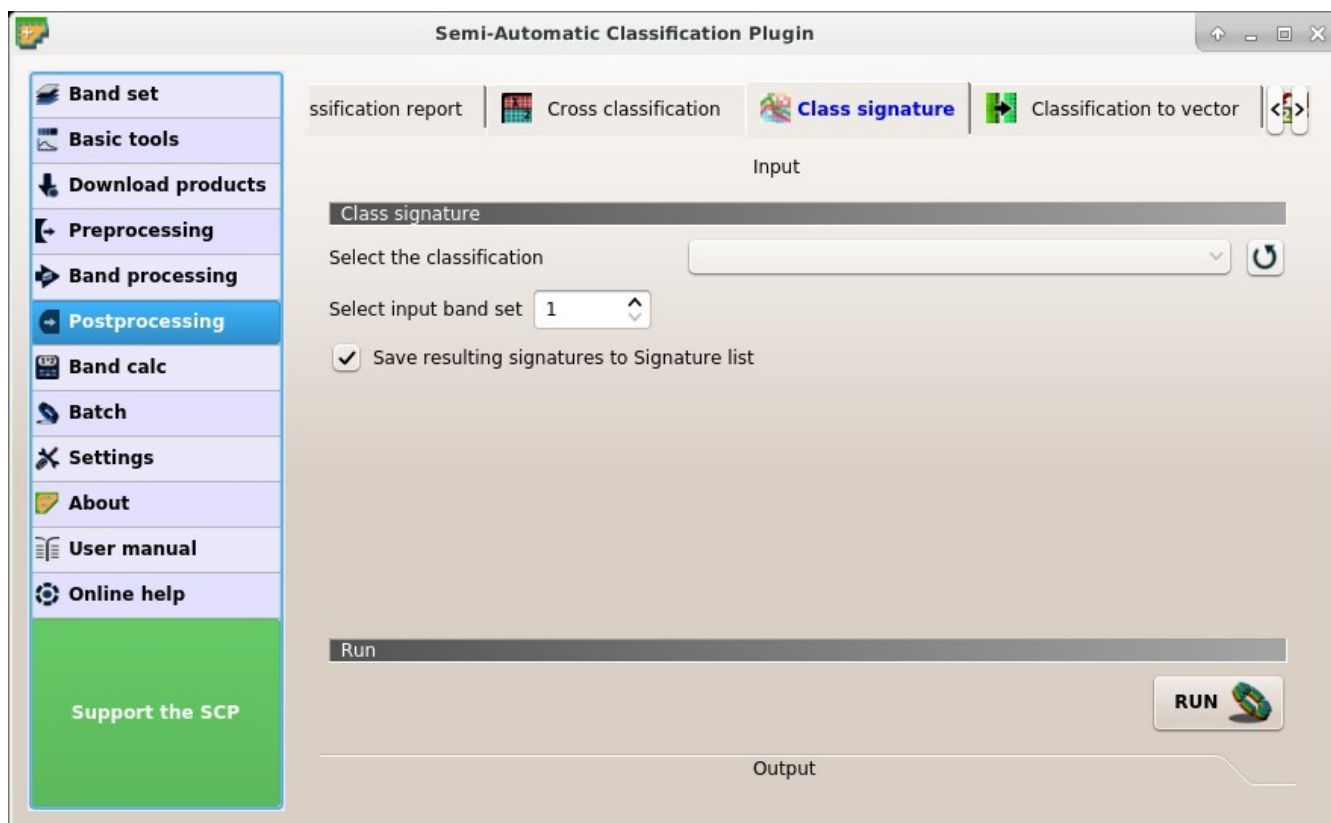 Semi-Automatic Classification Plugin
Band set
Basic tools
Download products
Preprocessing
Band processing
Postprocessing
Band calc
Batch
Settings
About
User manual
Online help
Support the SCP
ssification report
Cross classification
Class signature
Classification to vector
Input
Class signature
Select the classification
Select input band set 1
Save resulting signatures to Signature list
Run
RUN
Output